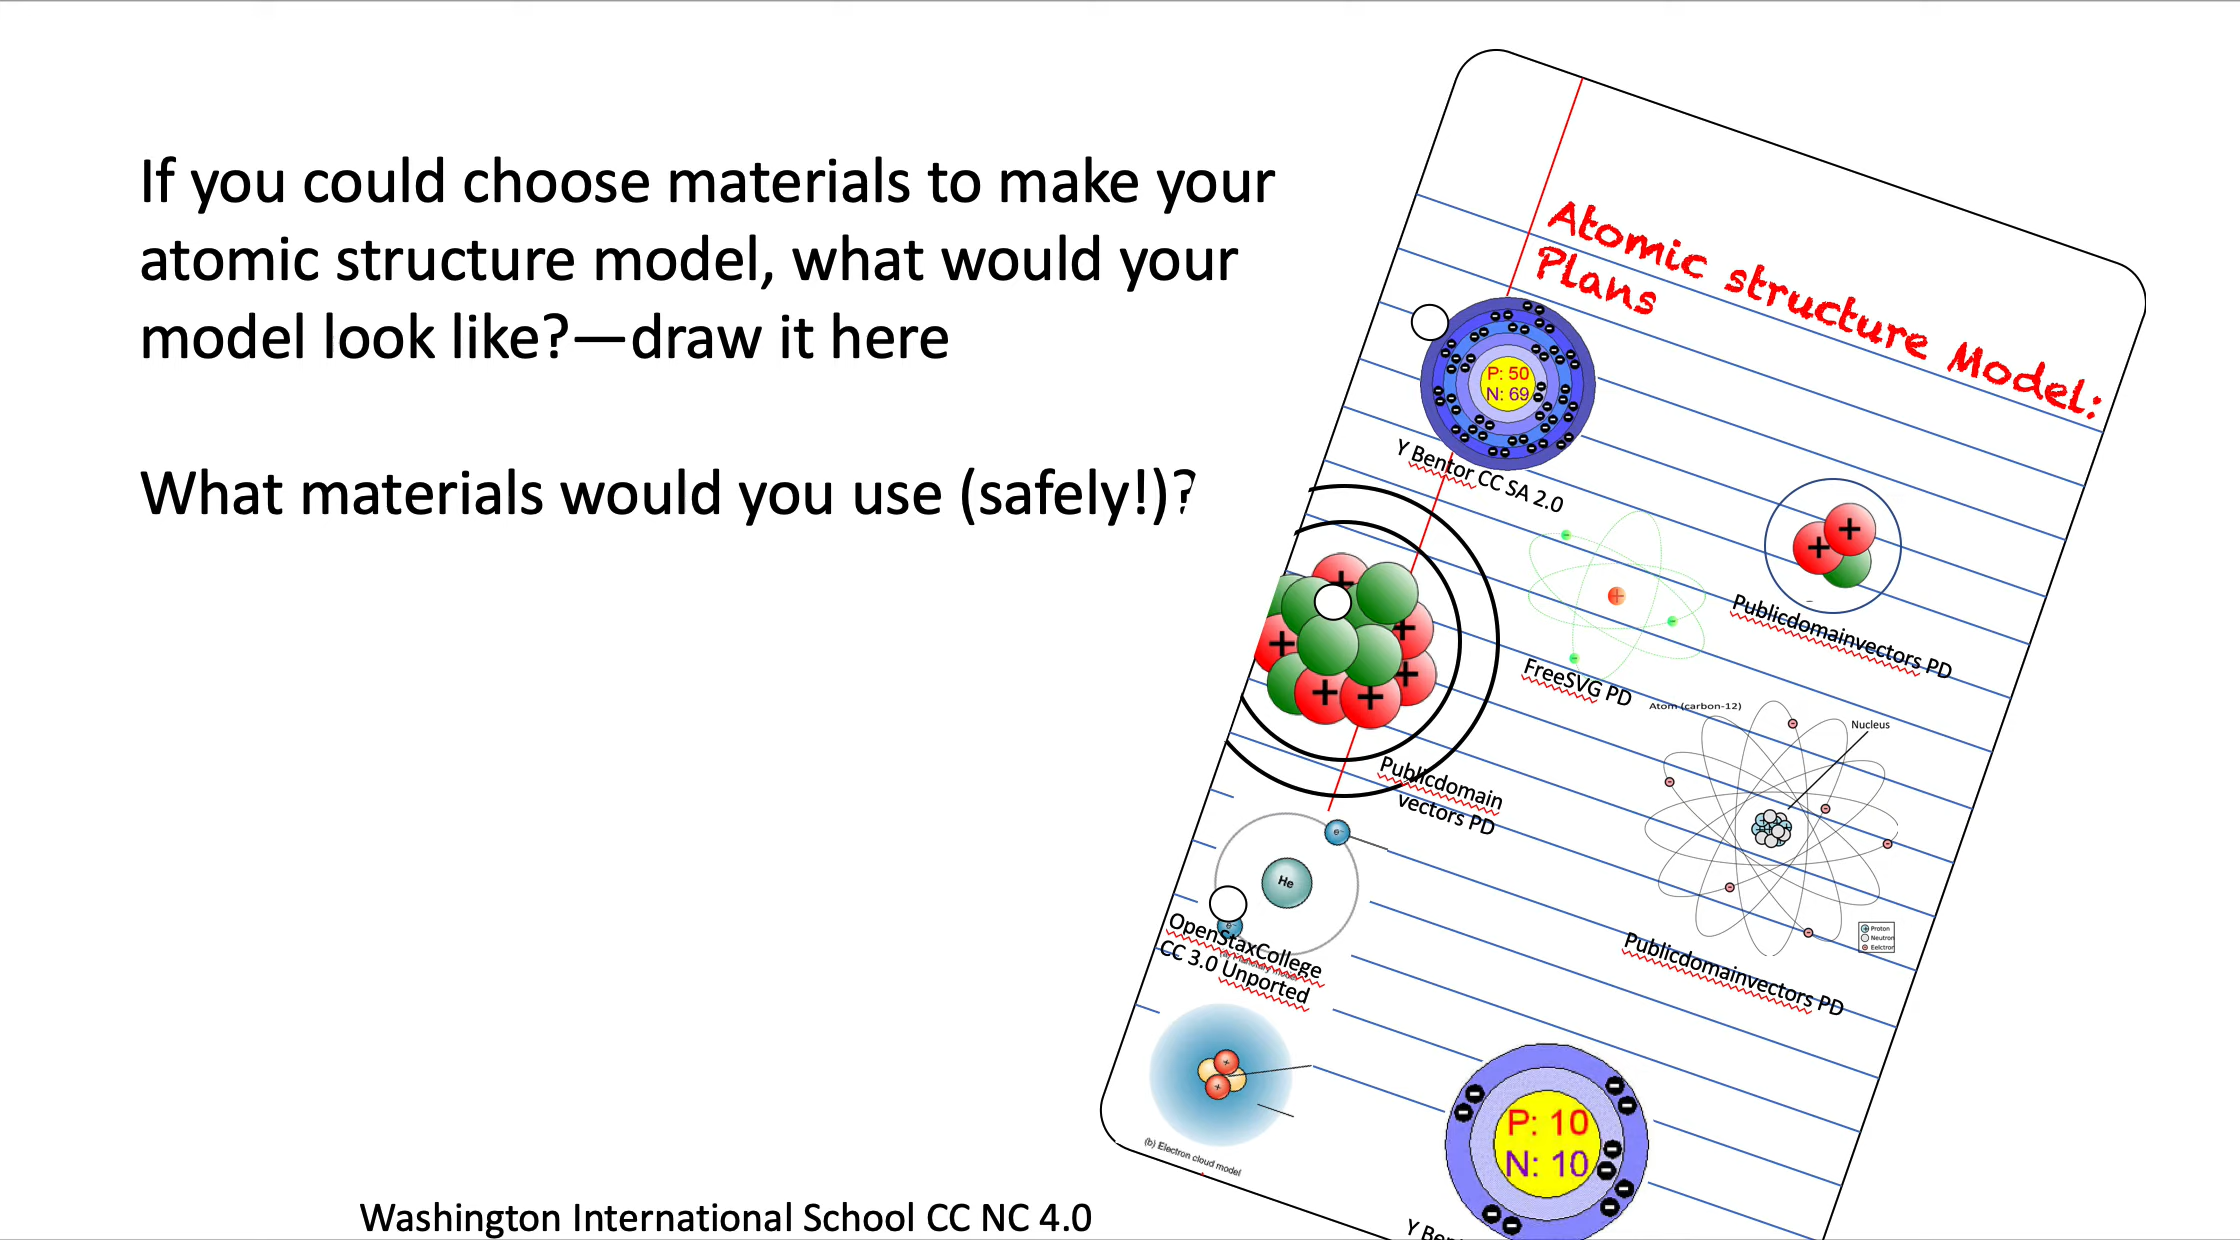 If you could choose materials to make your
atomic structure model, what would your
model look like?—draw it here
What materials would you use (safely!)?
Washington International School CC NC 4.0
Atomic structure Model:
Plans
P: 50
N: 69
Y Bentor CC SA 2.0
+
+
Publicdomainvectors PD
+
FreeSVG PD
+
+
+
+
+
+
Publicdomain
vectors PD
Atom (carbon-12)
Nucleus
Proton
Neutron
Eelctron
Publicdomainvectors PD
e⁻
He
OpenStaxCollege
CC 3.0 Unported
+
+
(b) Electron cloud model
P: 10
N: 10